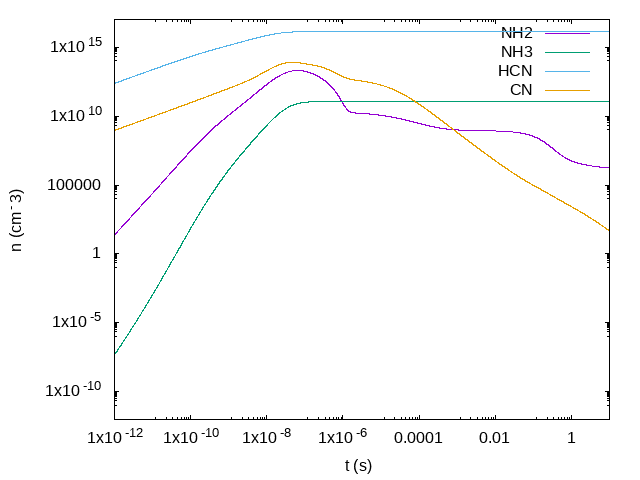 1x10^15
1x10^10
100000
1
1x10^-5
1x10^-10
n (cm^-3)
NH2
NH3
HCN
CN
1x10^-12 1x10^-10 1x10^-8 1x10^-6 0.0001 0.01 1
t (s)